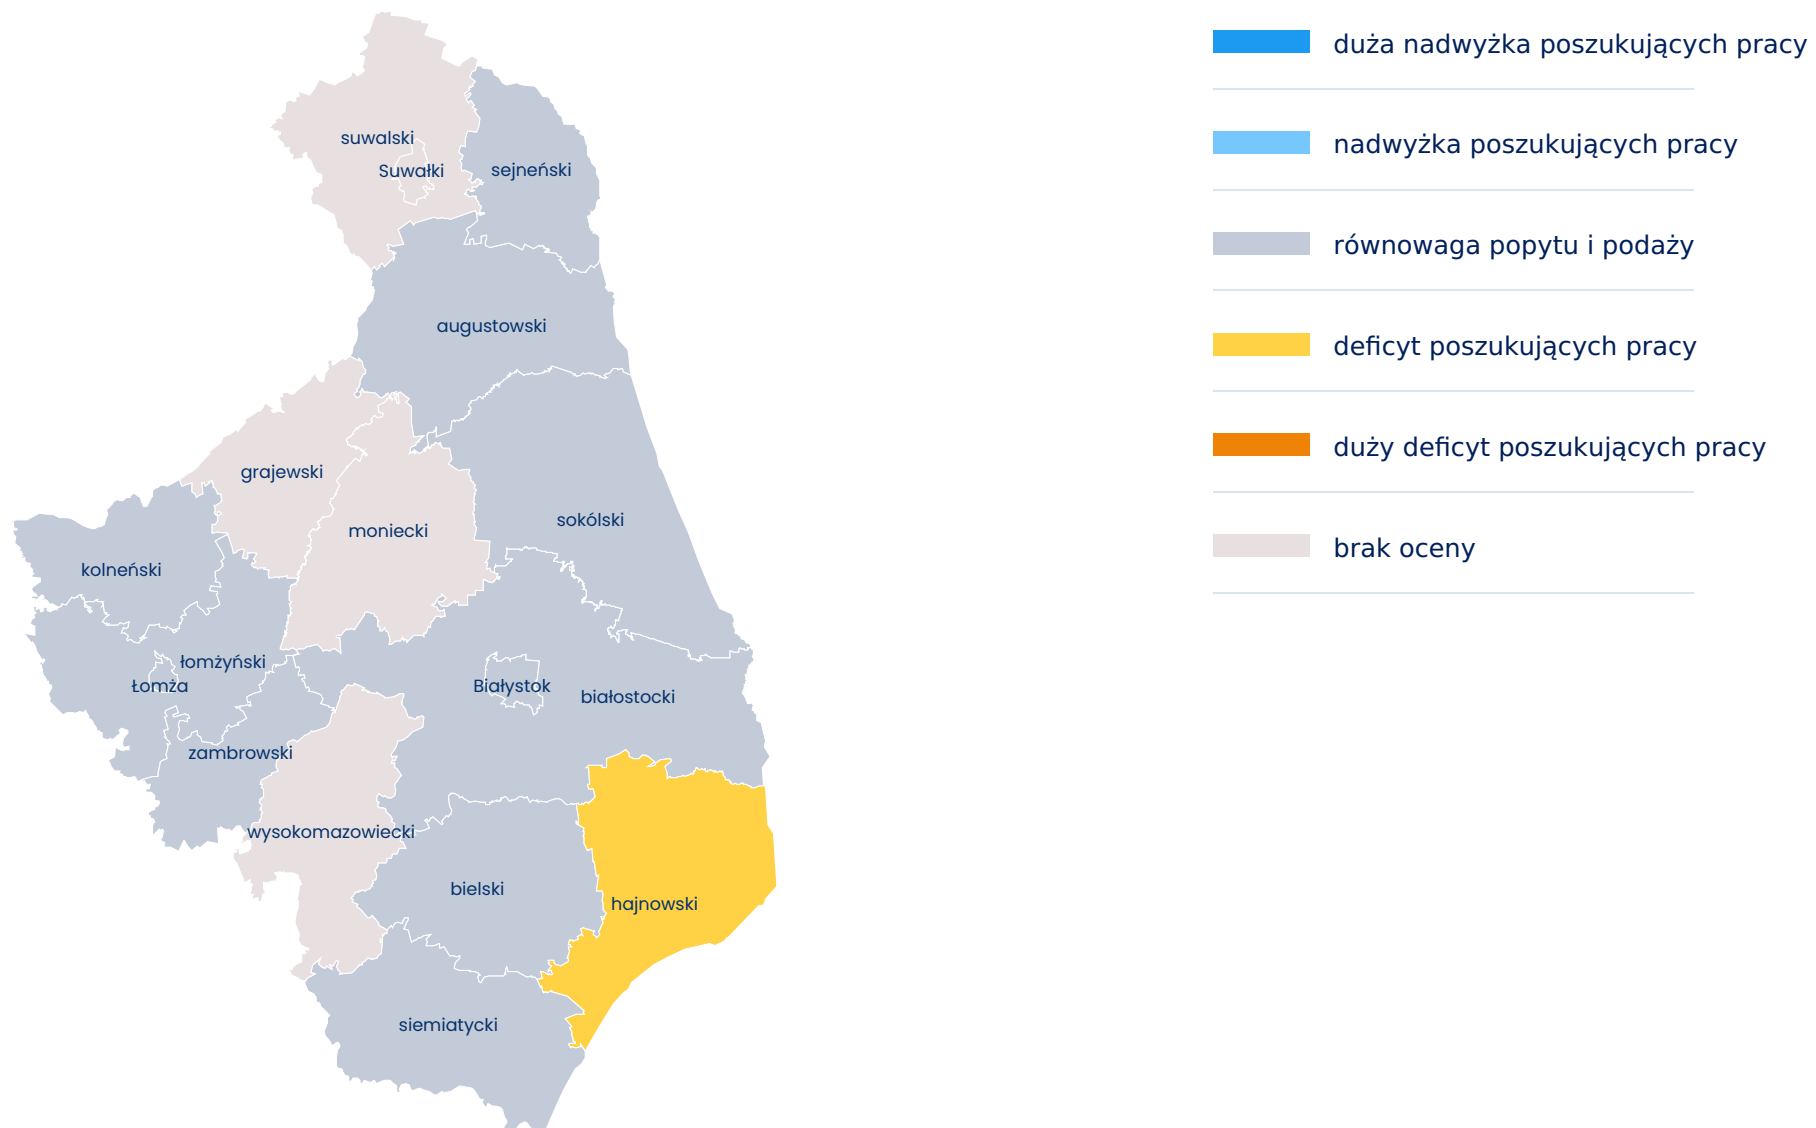 suwalski
Suwałki
sejneński
augustowski
grajewski
moniecki
sokólski
kolneński
łomżyński
Łomża
Białystok
białostocki
zambrowski
wysokomazowiecki
bielski
hajnowski
siemiatycki
duża nadwyżka poszukujących pracy
nadwyżka poszukujących pracy
równowaga popytu i podaży
deficyt poszukujących pracy
duży deficyt poszukujących pracy
brak oceny